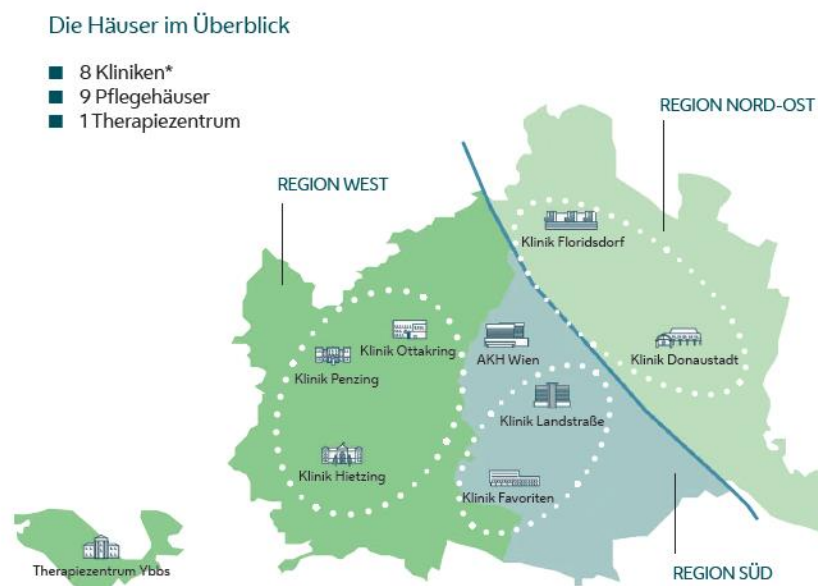 Die Häuser im Überblick
8 Kliniken*
9 Pflegehäuser
1 Therapiezentrum
REGION NORD-OST
REGION WEST
Klinik Floridsdorf
Klinik Ottakring
AKH Wien
Klinik Donaustadt
Klinik Penzing
Klinik Landstraße
Klinik Hietzing
Klinik Favoriten
Therapiezentrum Ybbs
REGION SÜD